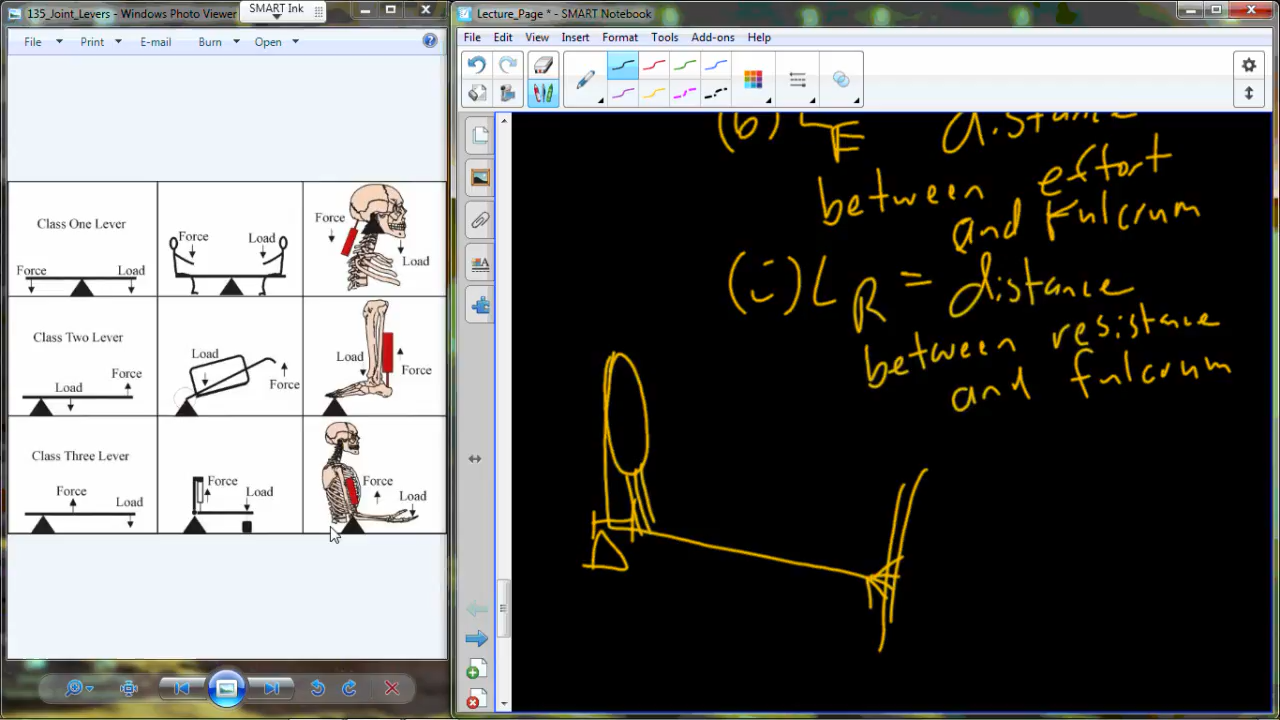 135_Joint_Levers - Windows Photo Viewer
SMART Ink
File Print E-mail Burn Open
Class One Lever
Force
Load
Force
Load
Force
Load
Class Two Lever
Load
Force
Load
Force
Load
Force
Class Three Lever
Force
Load
Force
Load
Force
Load
Lecture_Page * - SMART Notebook
File Edit View Insert Format Tools Add-ons Help
(b) L_E Distance
between effort
and Fulcrum
(c) L_R = distance
between resistance
and fulcrum